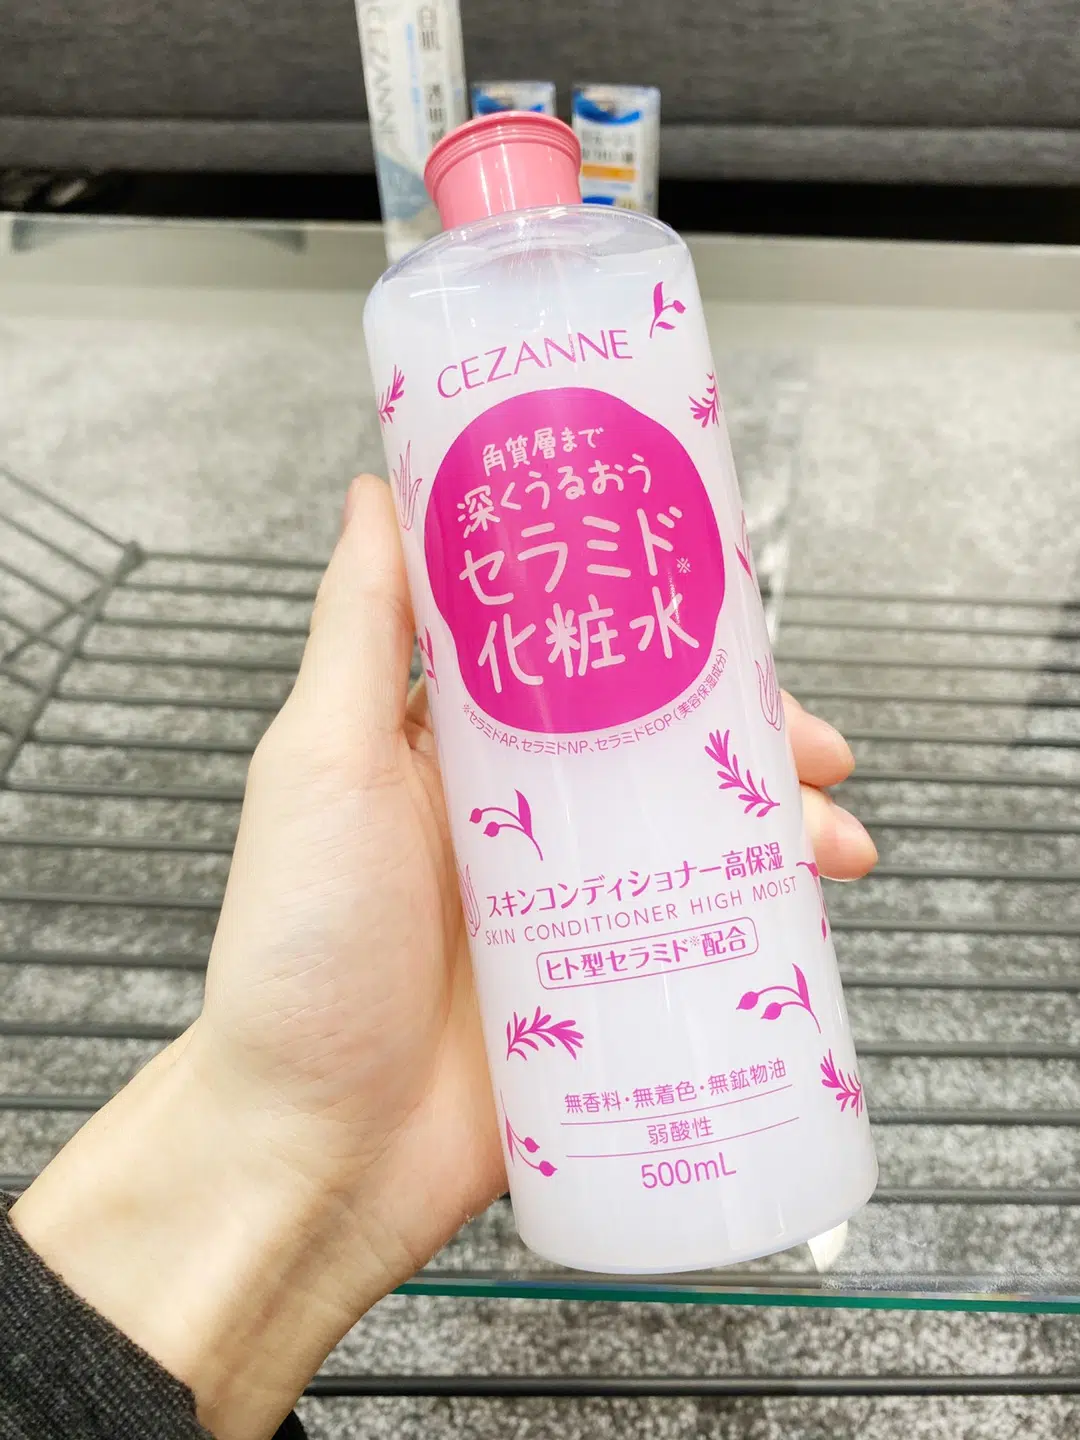 CEZANNE
白肌
CEZANNE
角質層まで
深くうるおう
セラミド※
化粧水
※セラミドAP、セラミドNP、セラミドEOP(美容保湿成分)
スキンコンディショナー高保湿
SKIN CONDITIONER HIGH MOIST
ヒト型セラミド※配合
無香料・無着色・無鉱物油
弱酸性
500mL